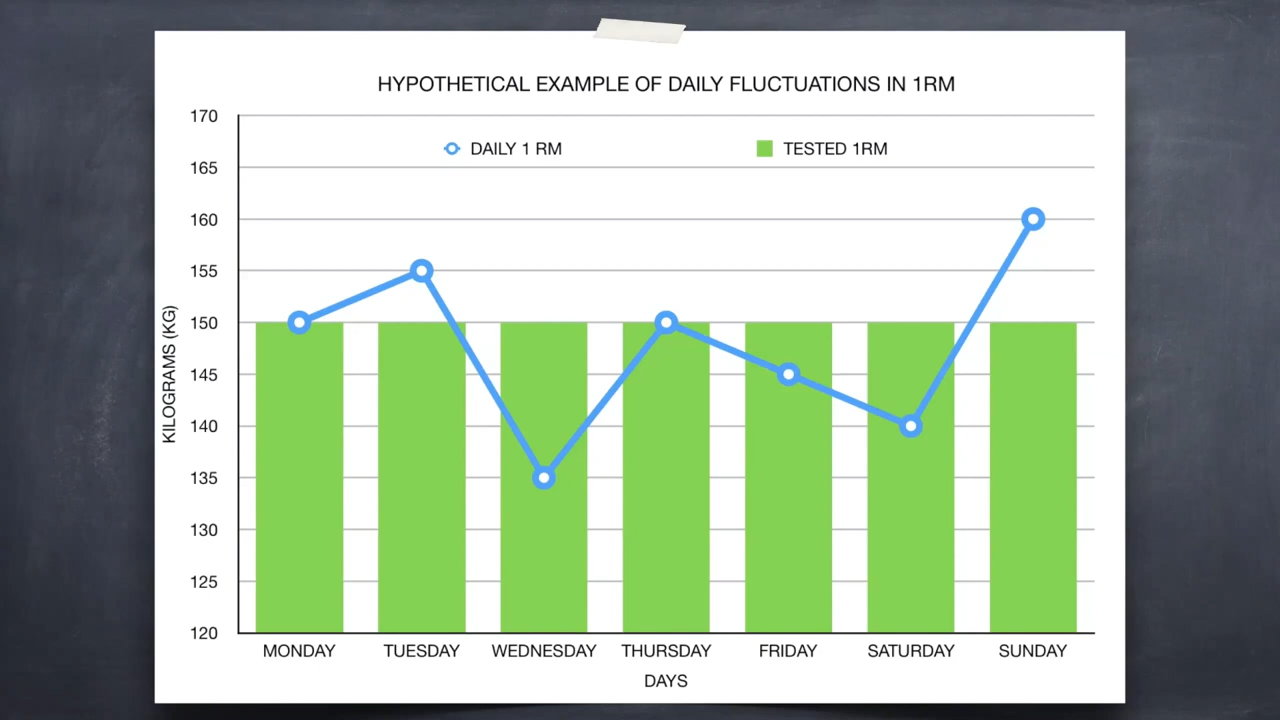 HYPOTHETICAL EXAMPLE OF DAILY FLUCTUATIONS IN 1RM
DAILY 1 RM
TESTED 1RM
KILOGRAMS (KG)
170
165
160
155
150
145
140
135
130
125
120
MONDAY TUESDAY WEDNESDAY THURSDAY FRIDAY SATURDAY SUNDAY
DAYS